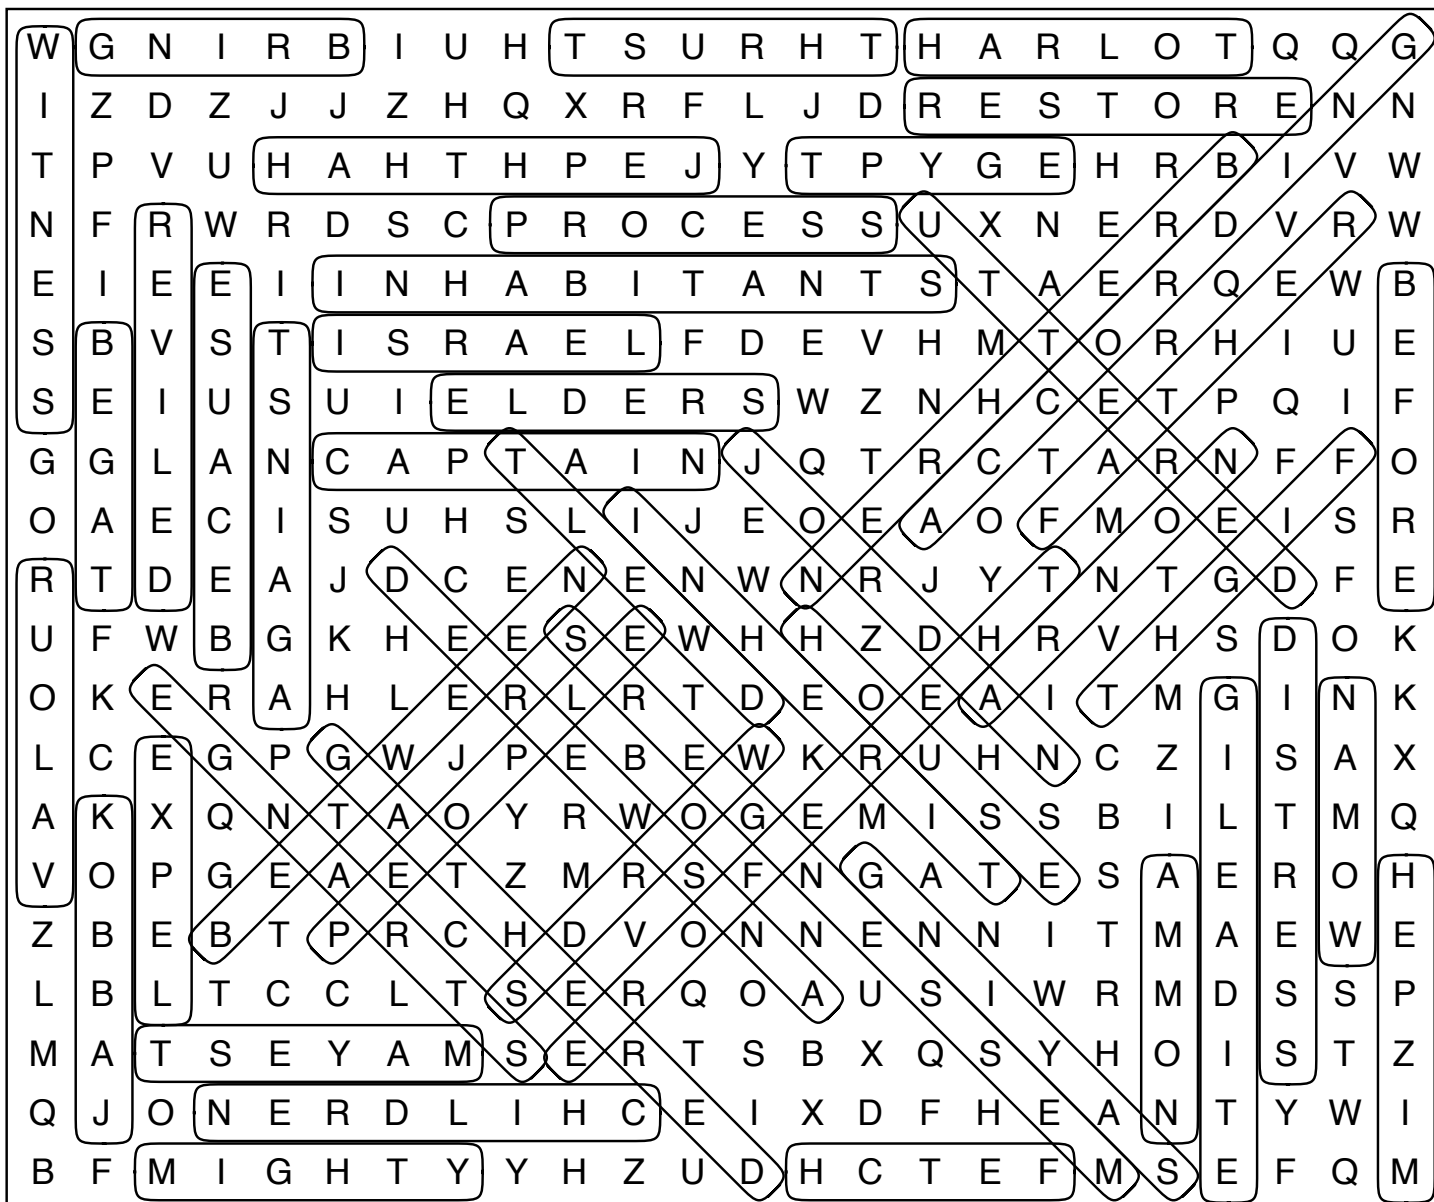 W G N I R B I U H T S U R H T H A R L O T Q Q G
I Z D Z J J Z H Q X R F L J D R E S T O R E N N
T P V U H A H T H P E J Y T P Y G E H R B I V W
N F R W R D S C P R O C E S S U X N E R D V R W
E I E E I I N H A B I T A N T S T A E R Q E W B
S B V S T I S R A E L F D E V H M T O R H I U E
S E I U S U I E L D E R S W Z N H C E T P Q I F
G G L A N C A P T A I N J Q T R C T A R N F F O
O A E C I S U H S L I J E O E A O F M O E I S R
R T D E A J D C E N E N W N R J Y T N T G D F E
U F W B G K H E E S E W H H Z D H R V H S D O K
O K E R A H L E R L R T D E O E A I T M G I N K
L C E G P G W J P E B E W K R U H N C Z I S A X
A K X Q N T A O Y R W O G E M I S S B I L T M Q
V O P G E A E T Z M R S F N G A T E S A E R O H
Z B E B T P R C H D V O N N E N N I T M A E W E
L B L T C C L T S E R Q O A U S I W R M D S S P
M A T S E Y A M S E R T S B X Q S Y H O I S T Z
Q J O N E R D L I H C E I X D F H E A N T Y W I
B F M I G H T Y Y H Z U D H C T E F M S E F Q M